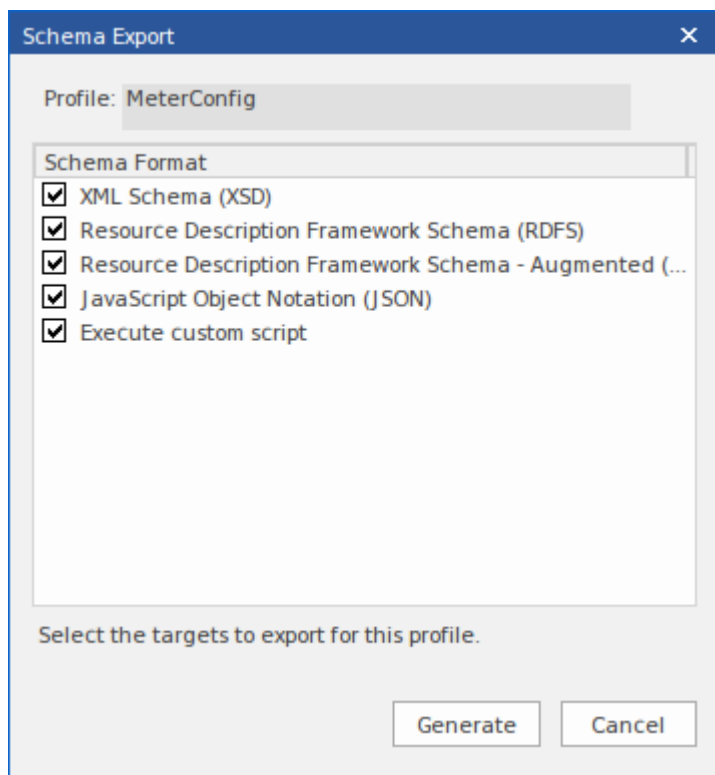 Schema Export
Profile: MeterConfig
Schema Format
XML Schema (XSD)
Resource Description Framework Schema (RDFS)
Resource Description Framework Schema - Augmented (...
JavaScript Object Notation (JSON)
Execute custom script
Select the targets to export for this profile.
Generate Cancel